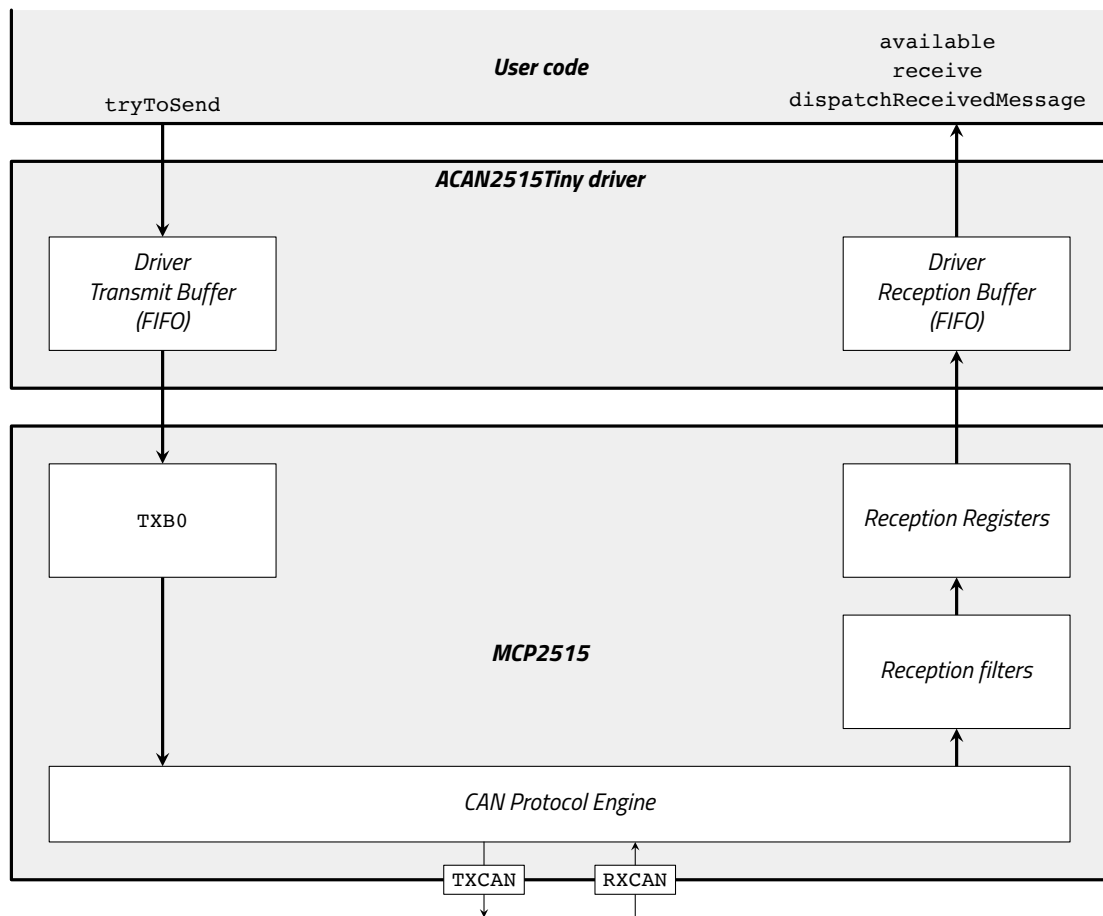 available
User code
receive
tryToSend
dispatchReceivedMessage
ACAN2515Tiny driver
Driver
Transmit Buffer
(FIFO)
Driver
Reception Buffer
(FIFO)
TXB0
Reception Registers
MCP2515
Reception filters
CAN Protocol Engine
TXCAN
RXCAN